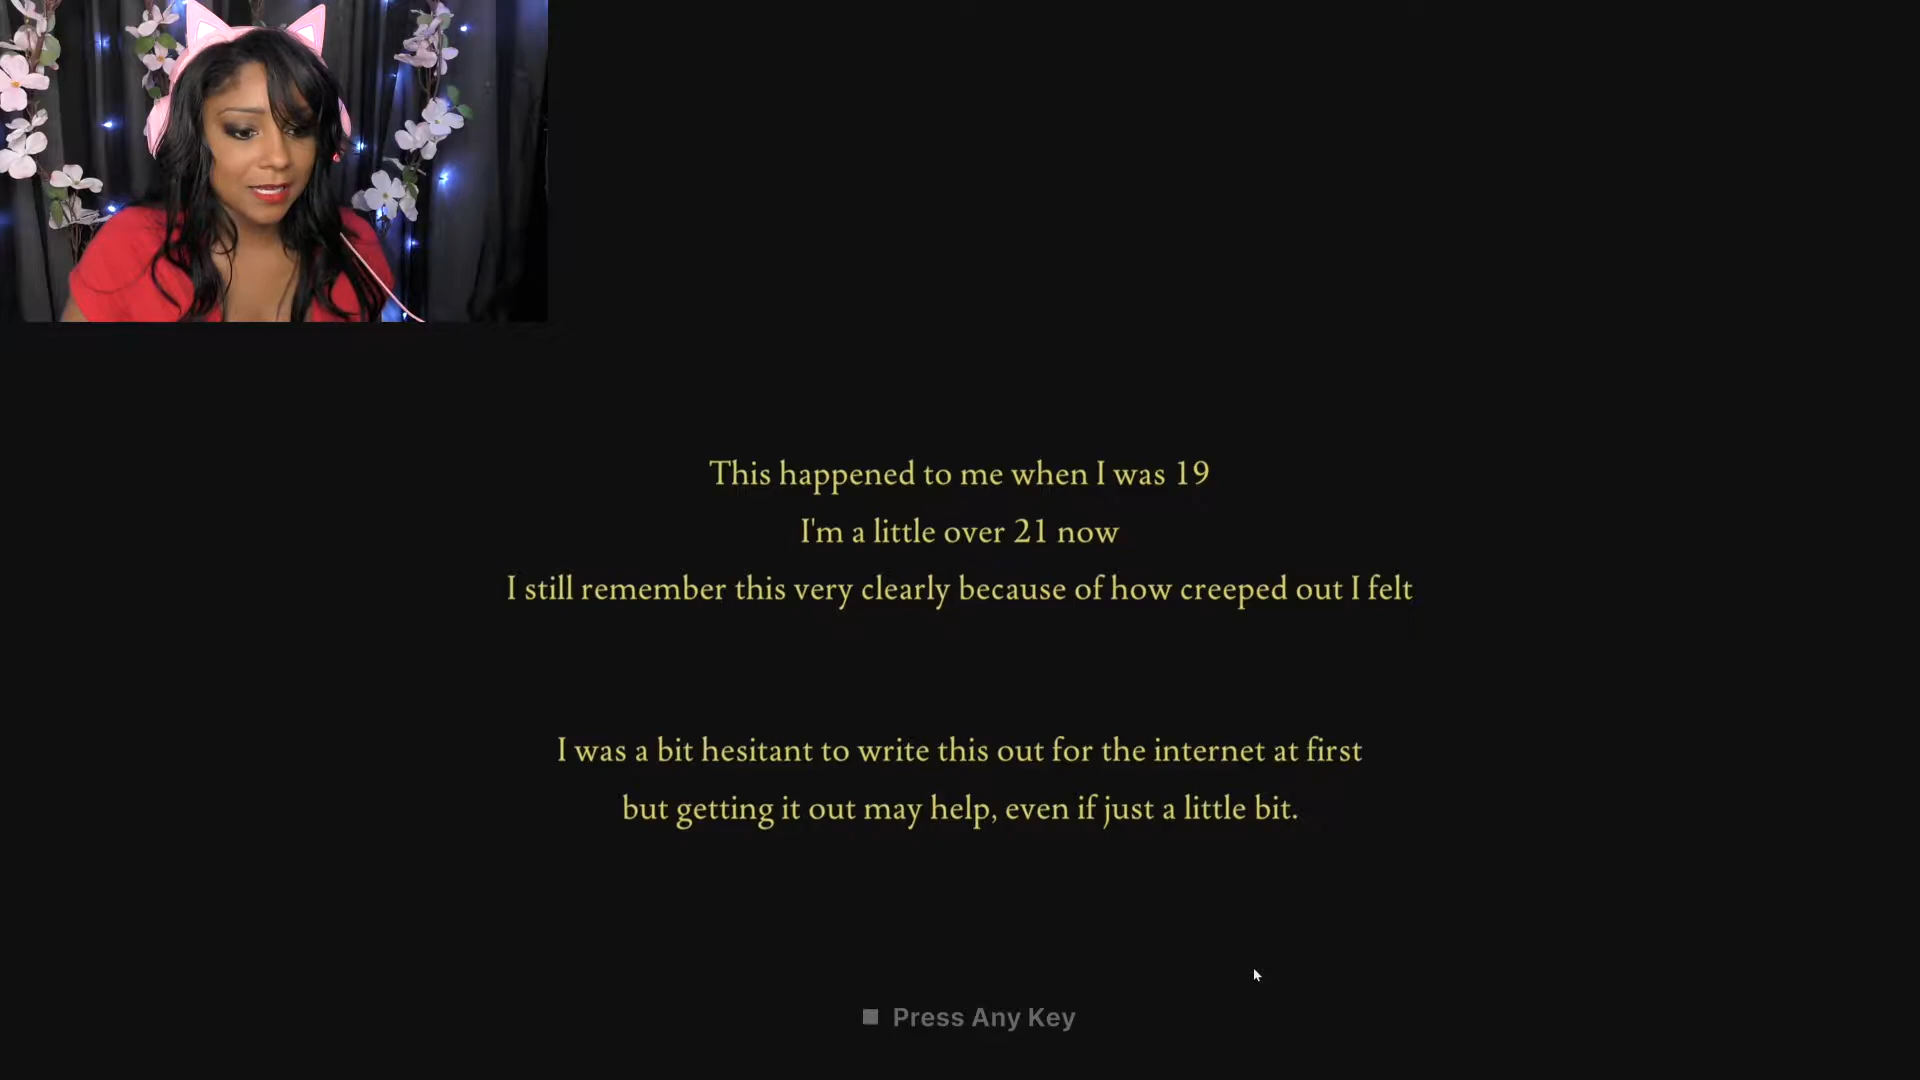 This happened to me when I was 19
I'm a little over 21 now
I still remember this very clearly because of how creeped out I felt
I was a bit hesitant to write this out for the internet at first
but getting it out may help, even if just a little bit.
Press Any Key